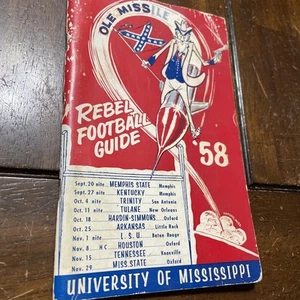 OLE MISSILE
REBEL
FOOTBALL
GUIDE
'58
Sept. 20 nite MEMPHIS STATE Memphis
Sept. 27 nite KENTUCKY Memphis
Oct. 4 nite TRINITY San Antonio
Oct. 11 nite TULANE New Orleans
Oct. 18 HARDIN-SIMMONS Oxford
Oct. 25 ARKANSAS Little Rock
Nov. 1 nite L.S.U. Baton Rouge
Nov. 8 H C HOUSTON Oxford
Nov. 15 TENNESSEE Knoxville
Nov. 29 MISS STATE Oxford
UNIVERSITY OF MISSISSIPPI